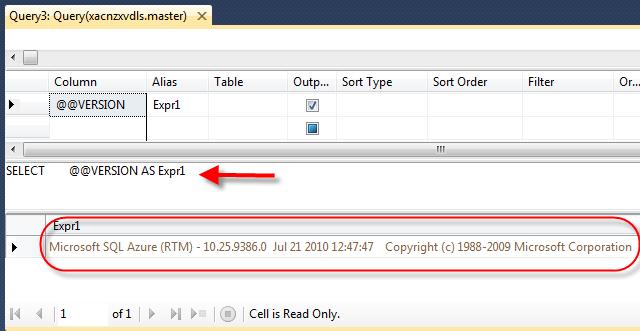 Query3: Query(xacnzxvdls.master)
Column Alias Table Outp... Sort Type Sort Order Filter Or...
@@VERSION Expr1
SELECT @@VERSION AS Expr1
Expr1
Microsoft SQL Azure (RTM) - 10.25.9386.0 Jul 21 2010 12:47:47 Copyright (c) 1988-2009 Microsoft Corporation
1 of 1 Cell is Read Only.